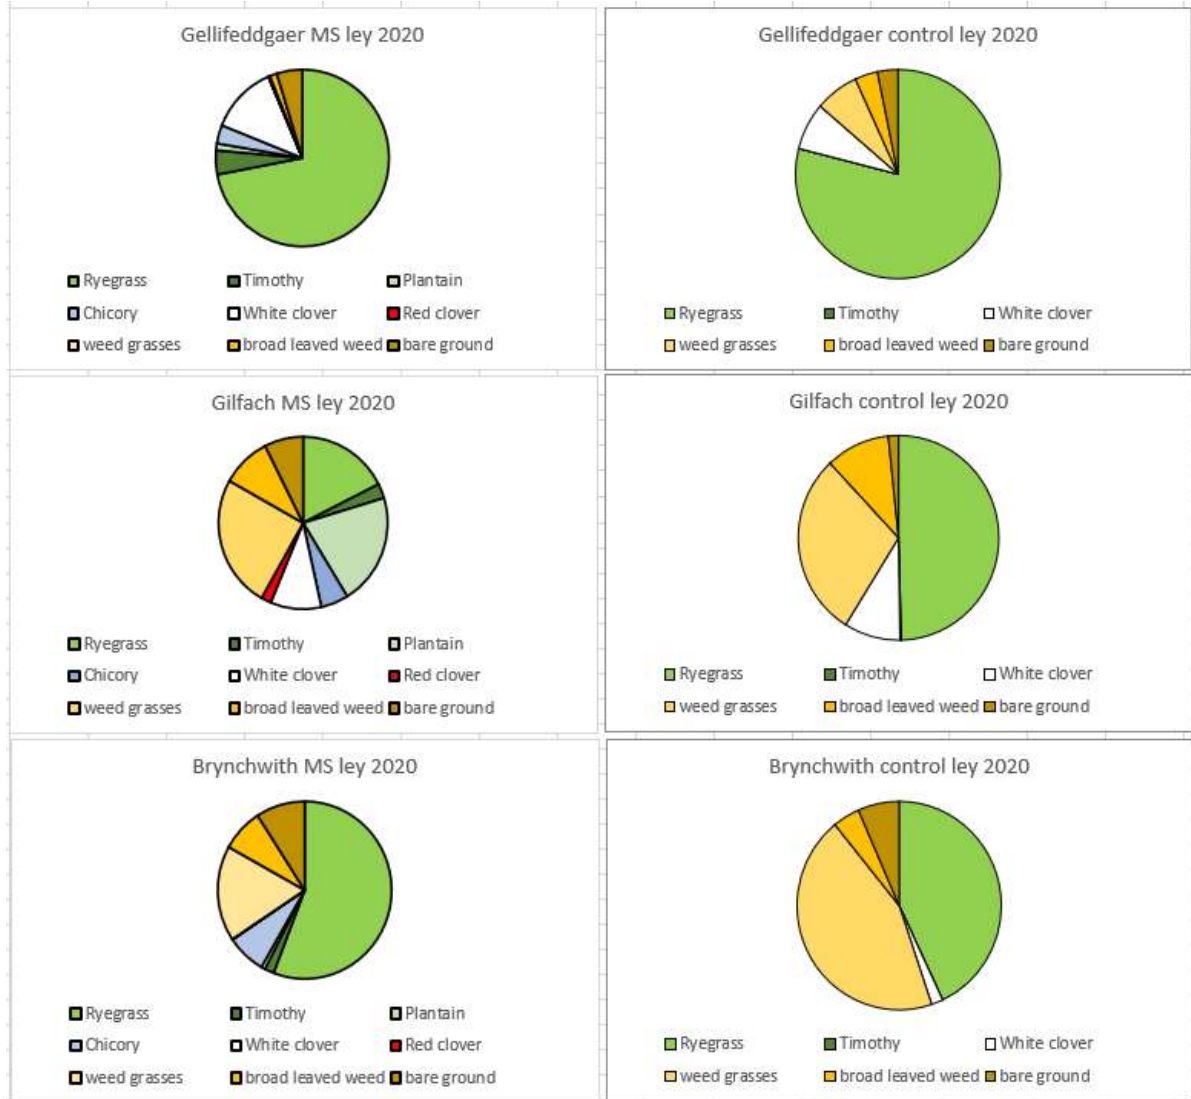 Gellifeddgaer MS ley 2020
Ryegrass Timothy Plantain
Chicory White clover Red clover
weed grasses broad leaved weed bare ground
Gellifeddgaer control ley 2020
Ryegrass Timothy White clover
weed grasses broad leaved weed bare ground
Gilfach MS ley 2020
Ryegrass Timothy Plantain
Chicory White clover Red clover
weed grasses broad leaved weed bare ground
Gilfach control ley 2020
Ryegrass Timothy White clover
weed grasses broad leaved weed bare ground
Brynchwith MS ley 2020
Ryegrass Timothy Plantain
Chicory White clover Red clover
weed grasses broad leaved weed bare ground
Brynchwith control ley 2020
Ryegrass Timothy White clover
weed grasses broad leaved weed bare ground